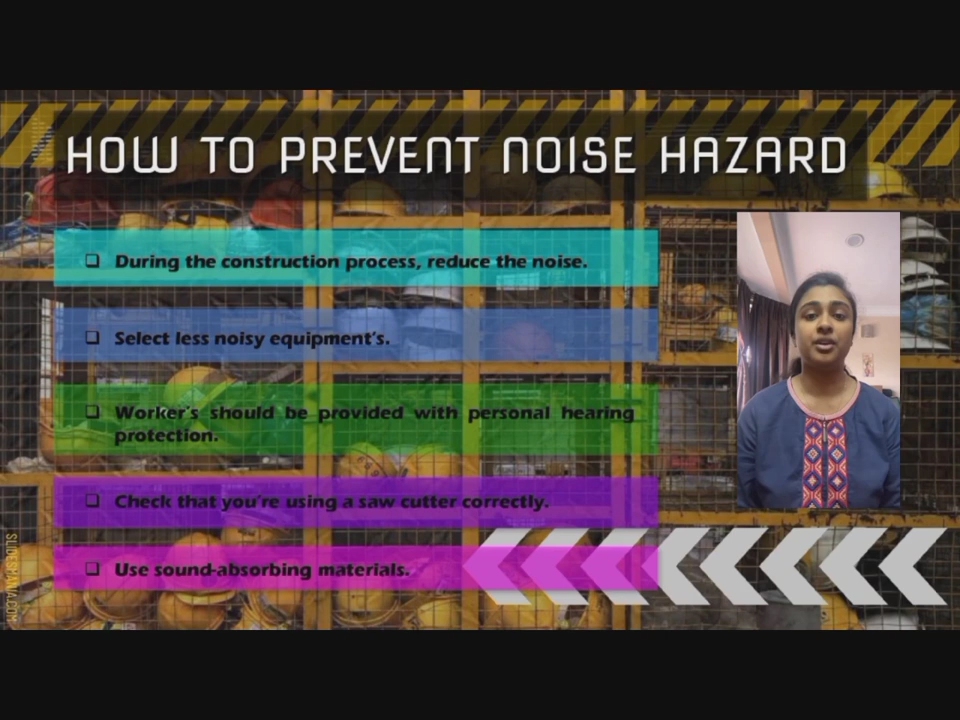 HOW TO PREVENT NOISE HAZARD
❑ During the construction process, reduce the noise.
❑ Select less noisy equipment's.
❑ Worker's should be provided with personal hearing
protection.
❑ Check that you're using a saw cutter correctly.
❑ Use sound-absorbing materials.
SLIDESMANIA.COM